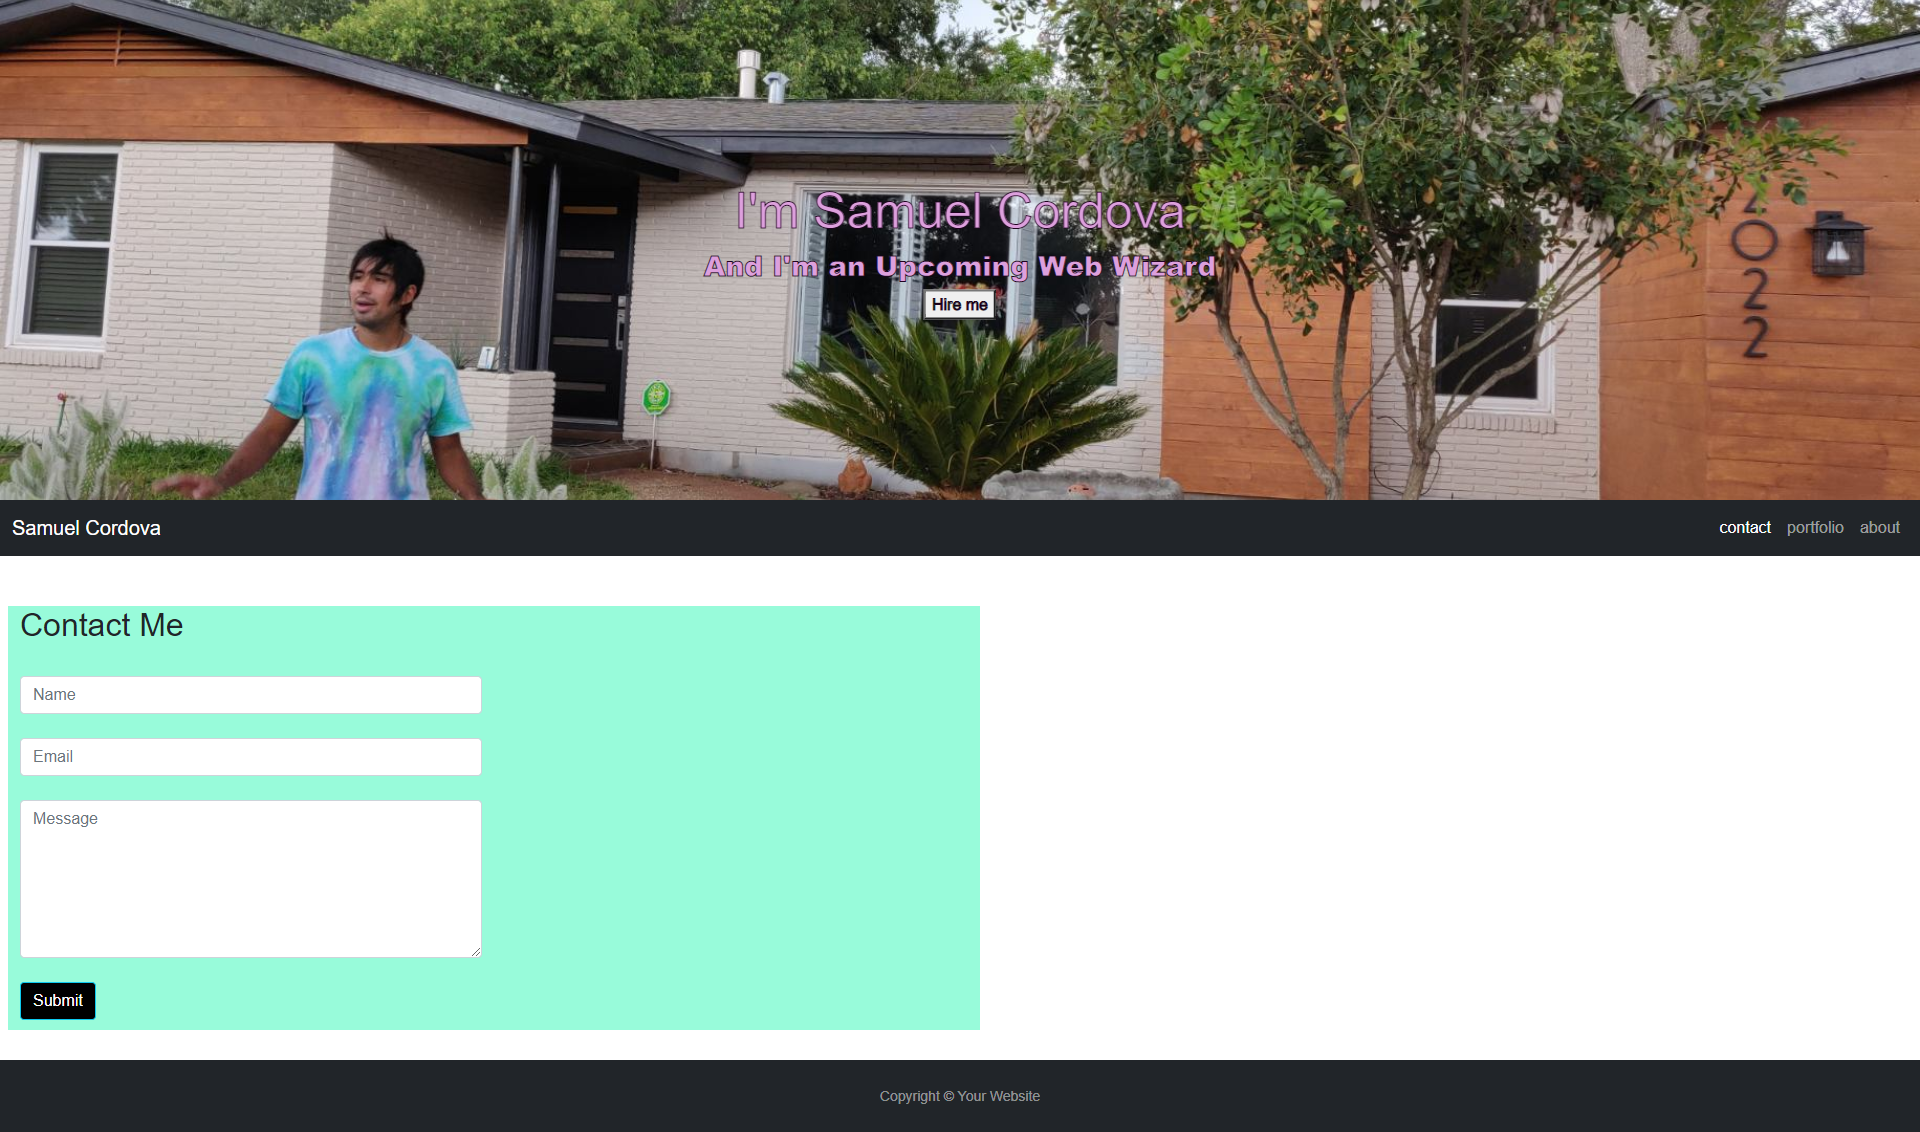 I'm Samuel Cordova
And I'm an Upcoming Web Wizard
Hire me
2022
Samuel Cordova
contact portfolio about
Contact Me
Name
Email
Message
Submit
Copyright © Your Website